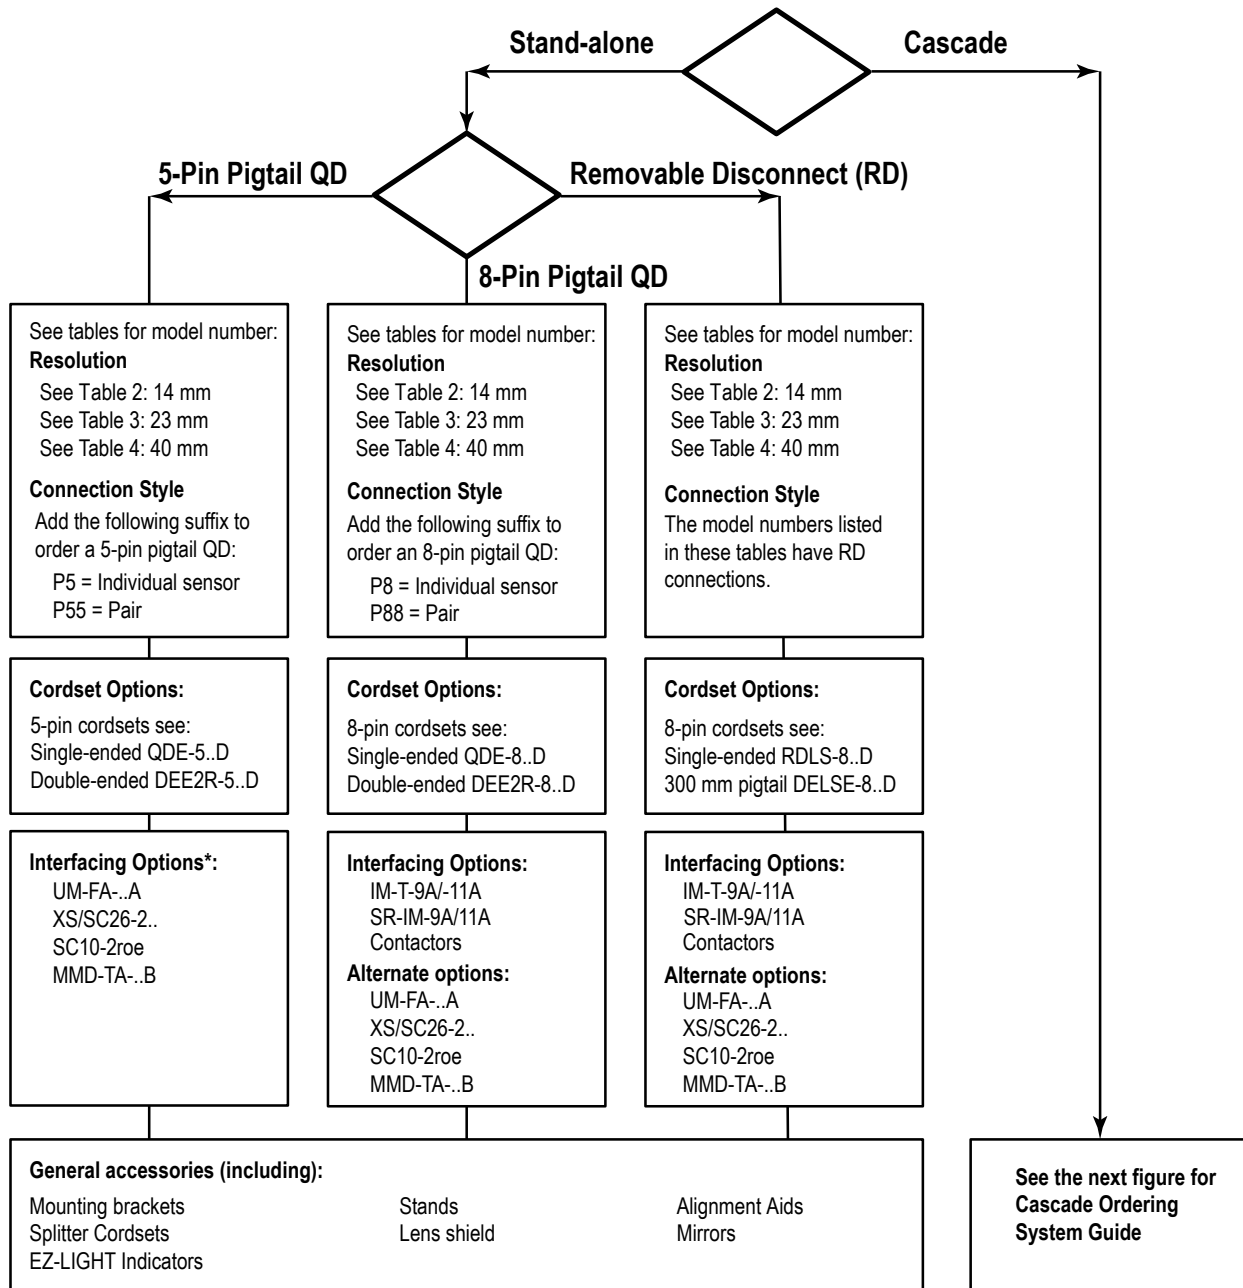 Stand-alone
Cascade
5-Pin Pigtail QD
Removable Disconnect (RD)
8-Pin Pigtail QD
See tables for model number:
Resolution
See Table 2: 14 mm
See Table 3: 23 mm
See Table 4: 40 mm
Connection Style
Add the following suffix to
order a 5-pin pigtail QD:
P5 = Individual sensor
P55 = Pair
See tables for model number:
Resolution
See Table 2: 14 mm
See Table 3: 23 mm
See Table 4: 40 mm
Connection Style
Add the following suffix to
order an 8-pin pigtail QD:
P8 = Individual sensor
P88 = Pair
See tables for model number:
Resolution
See Table 2: 14 mm
See Table 3: 23 mm
See Table 4: 40 mm
Connection Style
The model numbers listed
in these tables have RD
connections.
Cordset Options:
5-pin cordsets see:
Single-ended QDE-5..D
Double-ended DEE2R-5..D
Cordset Options:
8-pin cordsets see:
Single-ended QDE-8..D
Double-ended DEE2R-8..D
Cordset Options:
8-pin cordsets see:
Single-ended RDLS-8..D
300 mm pigtail DELSE-8..D
Interfacing Options*:
UM-FA-..A
XS/SC26-2..
SC10-2roe
MMD-TA-..B
Interfacing Options:
IM-T-9A/-11A
SR-IM-9A/11A
Contactors
Alternate options:
UM-FA-..A
XS/SC26-2..
SC10-2roe
MMD-TA-..B
Interfacing Options:
IM-T-9A/-11A
SR-IM-9A/11A
Contactors
Alternate options:
UM-FA-..A
XS/SC26-2..
SC10-2roe
MMD-TA-..B
General accessories (including):
Mounting brackets
Splitter Cordsets
EZ-LIGHT Indicators
Stands
Lens shield
Alignment Aids
Mirrors
See the next figure for
Cascade Ordering
System Guide